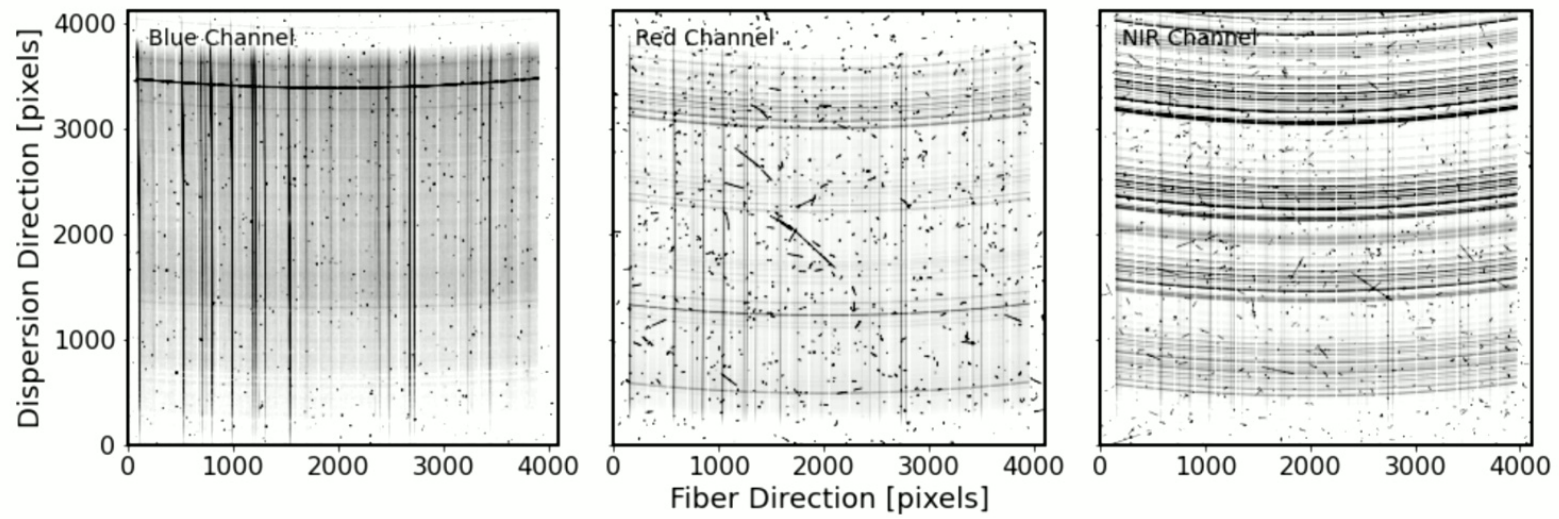 Blue Channel
Red Channel
NIR Channel
Dispersion Direction [pixels]
4000
3000
2000
1000
0
0 1000 2000 3000 4000
0 1000 2000 3000 4000
0 1000 2000 3000 4000
Fiber Direction [pixels]